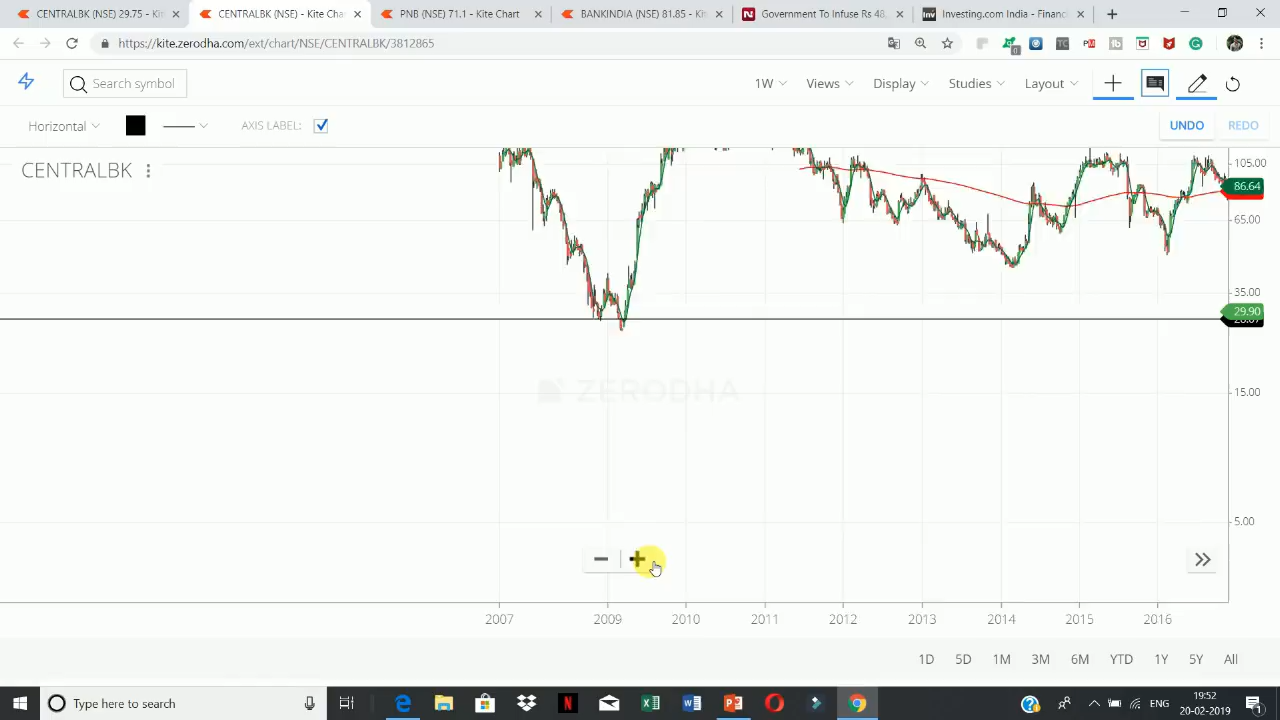 CENTRALBK (NSE) 29.75 - Kit
CENTRALBK (NSE) - Kite Cha
PNB (NSE) 71.1 - Kite Chart
BANKINDIA (NSE) 81.85 - Ki
Government To Infuse Rs 48,
Investing.com India - Financi
https://kite.zerodha.com/ext/chart/NSE/CENTRALBK/3812865
Search symbol
1W
Views
Display
Studies
Layout
Horizontal
AXIS LABEL:
UNDO
REDO
CENTRALBK
105.00
86.64
65.00
35.00
29.90
ZERODHA
15.00
5.00
2007
2009
2010
2011
2012
2013
2014
2015
2016
1D
5D
1M
3M
6M
YTD
1Y
5Y
All
Type here to search
ENG
19:52
20-02-2019